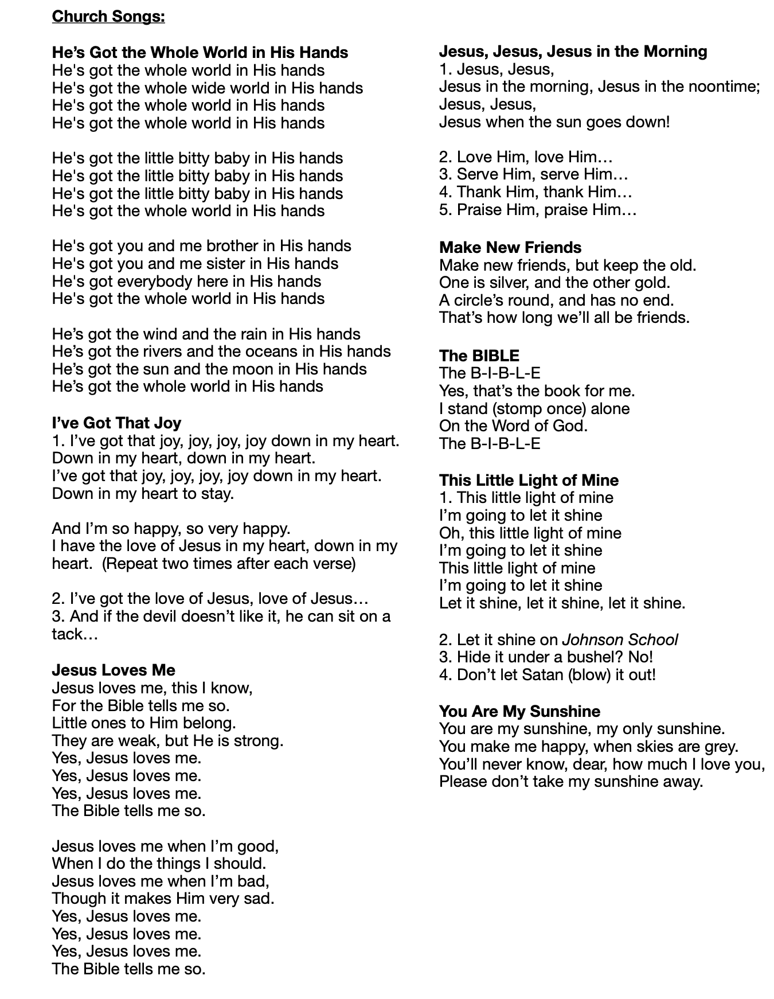 Church Songs:
He’s Got the Whole World in His Hands
He's got the whole world in His hands
He's got the whole wide world in His hands
He's got the whole world in His hands
He's got the whole world in His hands
He's got the little bitty baby in His hands
He's got the little bitty baby in His hands
He's got the little bitty baby in His hands
He's got the whole world in His hands
He's got you and me brother in His hands
He's got you and me sister in His hands
He's got everybody here in His hands
He's got the whole world in His hands
He’s got the wind and the rain in His hands
He’s got the rivers and the oceans in His hands
He’s got the sun and the moon in His hands
He’s got the whole world in His hands
I’ve Got That Joy
1. I’ve got that joy, joy, joy, joy down in my heart.
Down in my heart, down in my heart.
I’ve got that joy, joy, joy, joy down in my heart.
Down in my heart to stay.
And I’m so happy, so very happy.
I have the love of Jesus in my heart, down in my
heart.  (Repeat two times after each verse)
2. I’ve got the love of Jesus, love of Jesus…
3. And if the devil doesn’t like it, he can sit on a
tack…
Jesus Loves Me
Jesus loves me, this I know,
For the Bible tells me so.
Little ones to Him belong.
They are weak, but He is strong.
Yes, Jesus loves me.
Yes, Jesus loves me.
Yes, Jesus loves me.
The Bible tells me so.
Jesus loves me when I’m good,
When I do the things I should.
Jesus loves me when I’m bad,
Though it makes Him very sad.
Yes, Jesus loves me.
Yes, Jesus loves me.
Yes, Jesus loves me.
The Bible tells me so.
Jesus, Jesus, Jesus in the Morning
1. Jesus, Jesus,
Jesus in the morning, Jesus in the noontime;
Jesus, Jesus,
Jesus when the sun goes down!
2. Love Him, love Him…
3. Serve Him, serve Him…
4. Thank Him, thank Him…
5. Praise Him, praise Him…
Make New Friends
Make new friends, but keep the old.
One is silver, and the other gold.
A circle’s round, and has no end.
That’s how long we’ll all be friends.
The BIBLE
The B-I-B-L-E
Yes, that’s the book for me.
I stand (stomp once) alone
On the Word of God.
The B-I-B-L-E
This Little Light of Mine
1. This little light of mine
I’m going to let it shine
Oh, this little light of mine
I’m going to let it shine
This little light of mine
I’m going to let it shine
Let it shine, let it shine, let it shine.
2. Let it shine on Johnson School
3. Hide it under a bushel? No!
4. Don’t let Satan (blow) it out!
You Are My Sunshine
You are my sunshine, my only sunshine.
You make me happy, when skies are grey.
You’ll never know, dear, how much I love you,
Please don’t take my sunshine away.